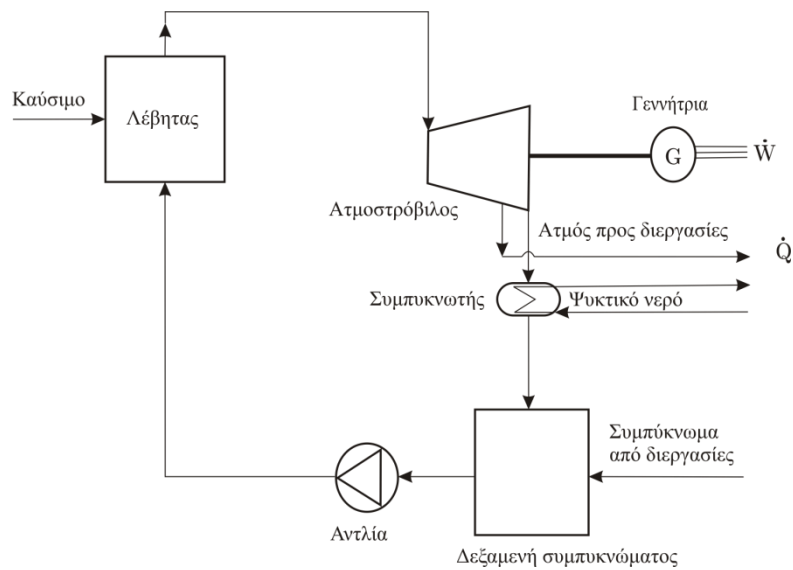 Καύσιμο
Λέβητας
Γεννήτρια
G
Ẇ
Ατμοστρόβιλος
Ατμός προς διεργασίες
Q̇
Συμπυκνωτής
Ψυκτικό νερό
Συμπύκνωμα
από διεργασίες
Αντλία
Δεξαμενή συμπυκνώματος